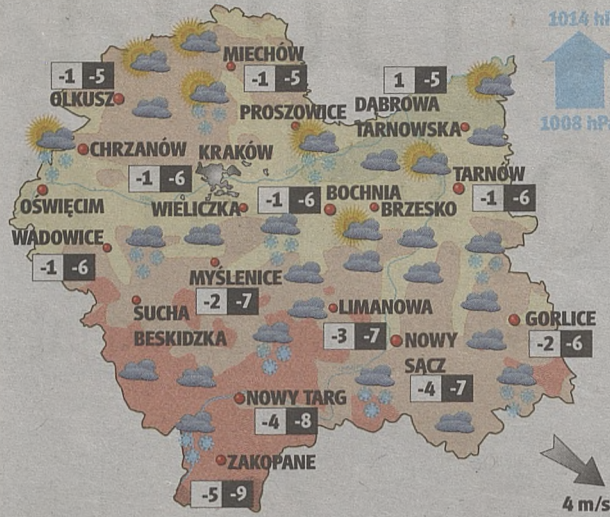 1014 hP
1008 hP
MIECHÓW
-1 -5
-1 -5
OLKUSZ
1 -5
PROSZOWICE
DĄBROWA
TARNOWSKA
CHRZANÓW
KRAKÓW
-1 -6
TARNÓW
-1 -6
OŚWIĘCIM
WIELICZKA
-1 -6
BOCHNIA
BRZESKO
WADOWICE
-1 -6
MYŚLENICE
-2 -7
SUCHA
BESKIDZKA
LIMANOWA
-3 -7
GORLICE
-2 -6
NOWY
SĄCZ
-4 -7
NOWY TARG
-4 -8
ZAKOPANE
-5 -9
4 m/s